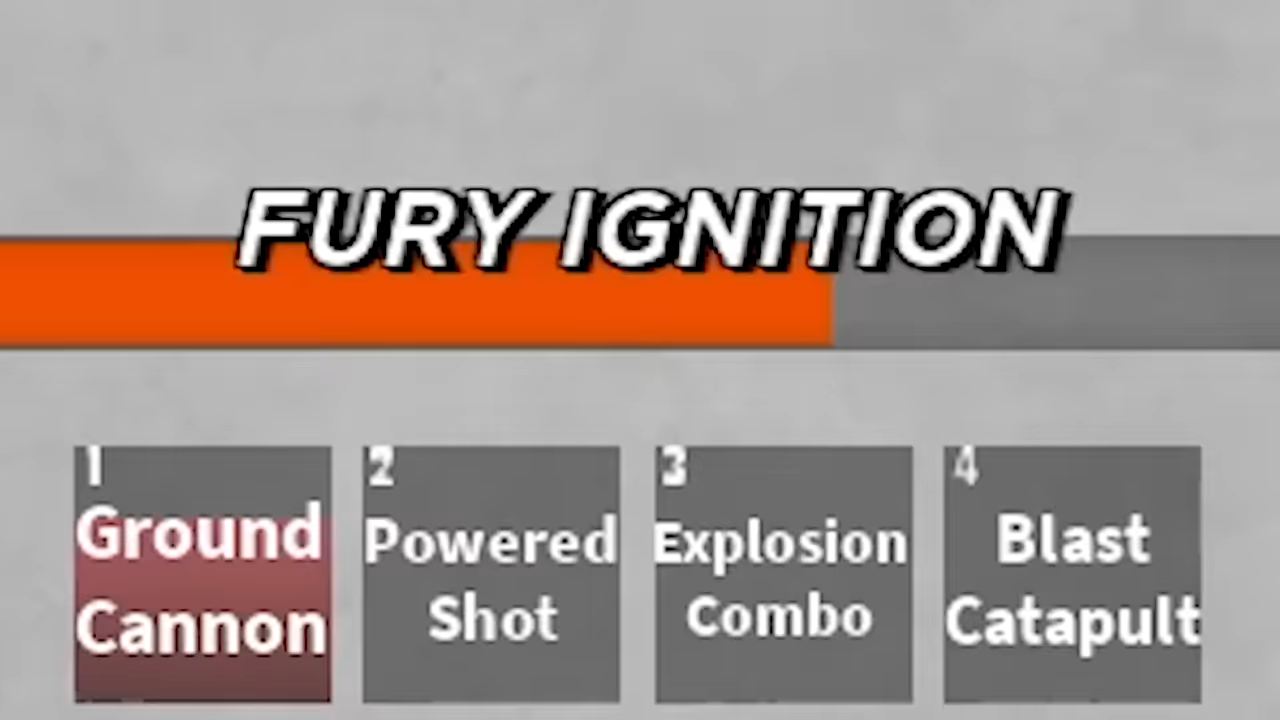 FURY IGNITION
1
Ground
Cannon
2
Powered
Shot
3
Explosion
Combo
4
Blast
Catapult